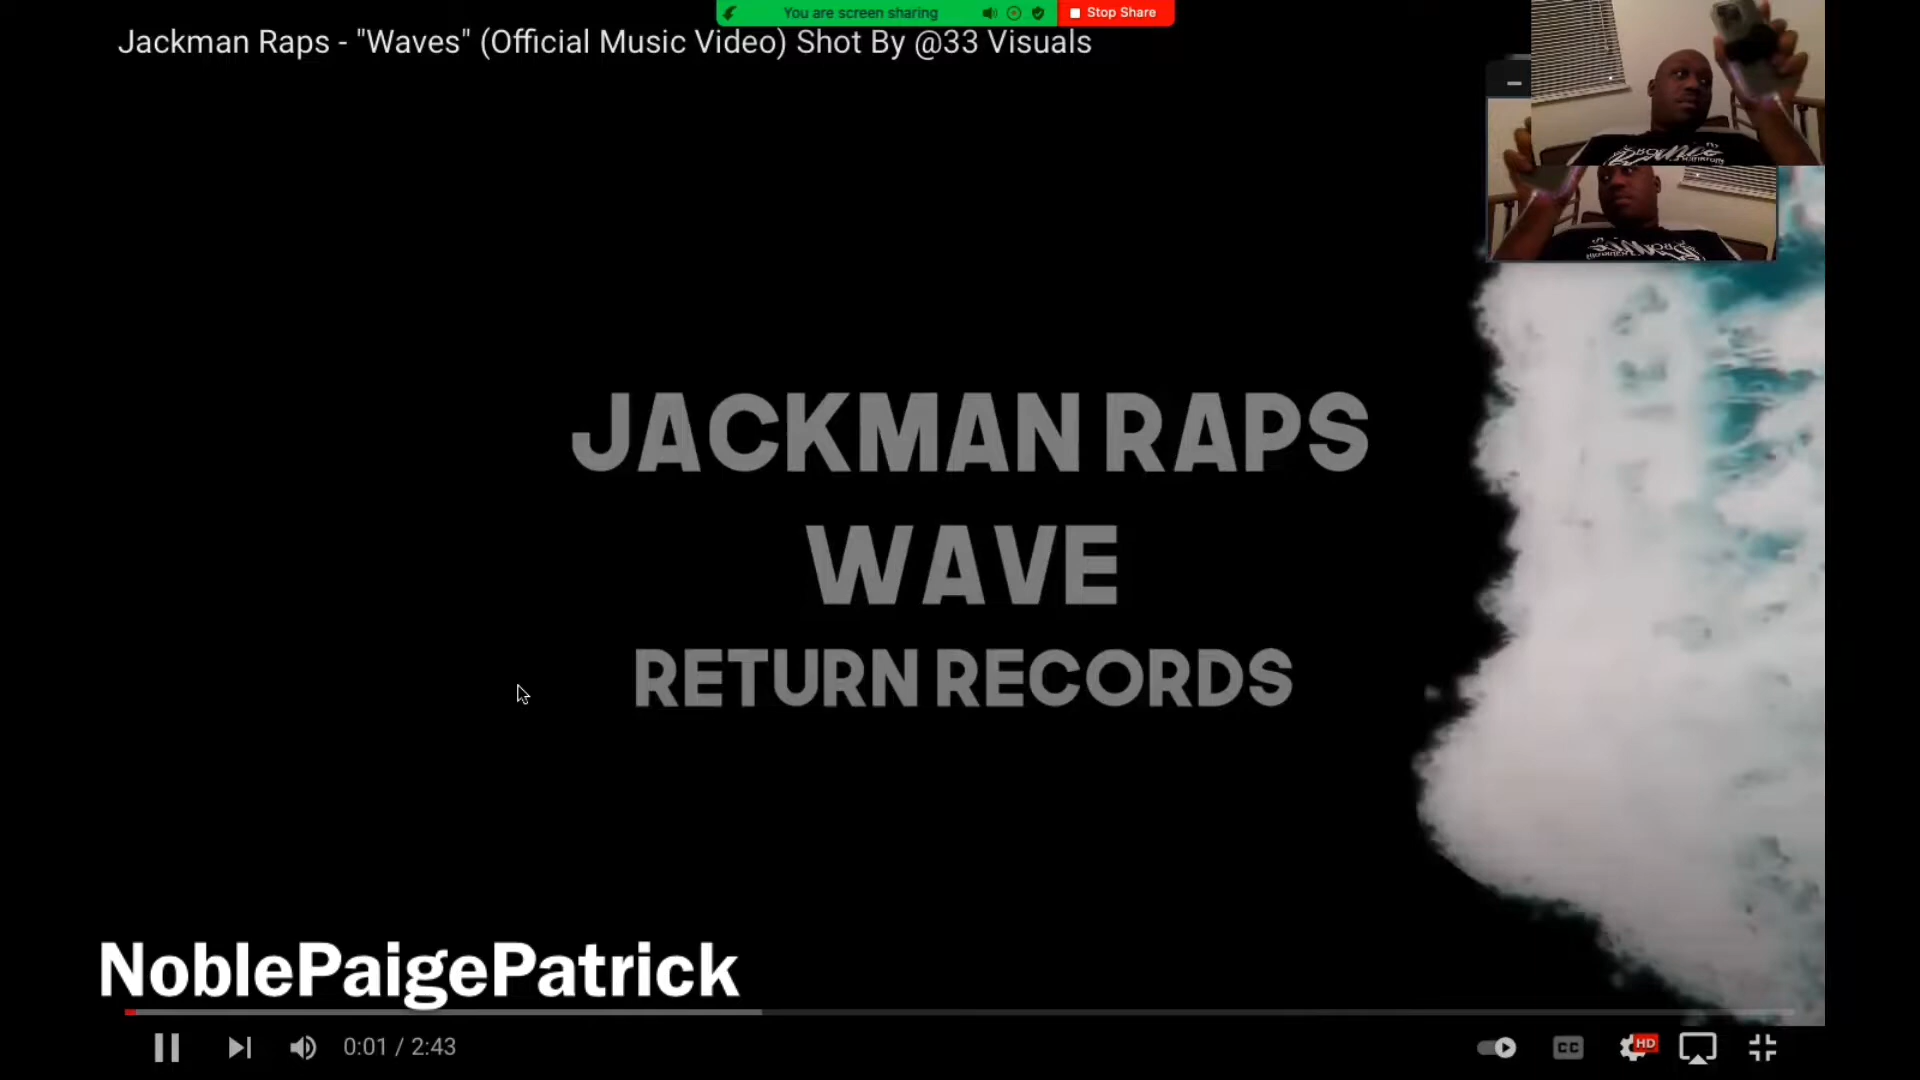 You are screen sharing
Stop Share
Jackman Raps - "Waves" (Official Music Video) Shot By @33 Visuals
JACKMAN RAPS
WAVE
RETURN RECORDS
NoblePaigePatrick
0:01 / 2:43
CC
HD